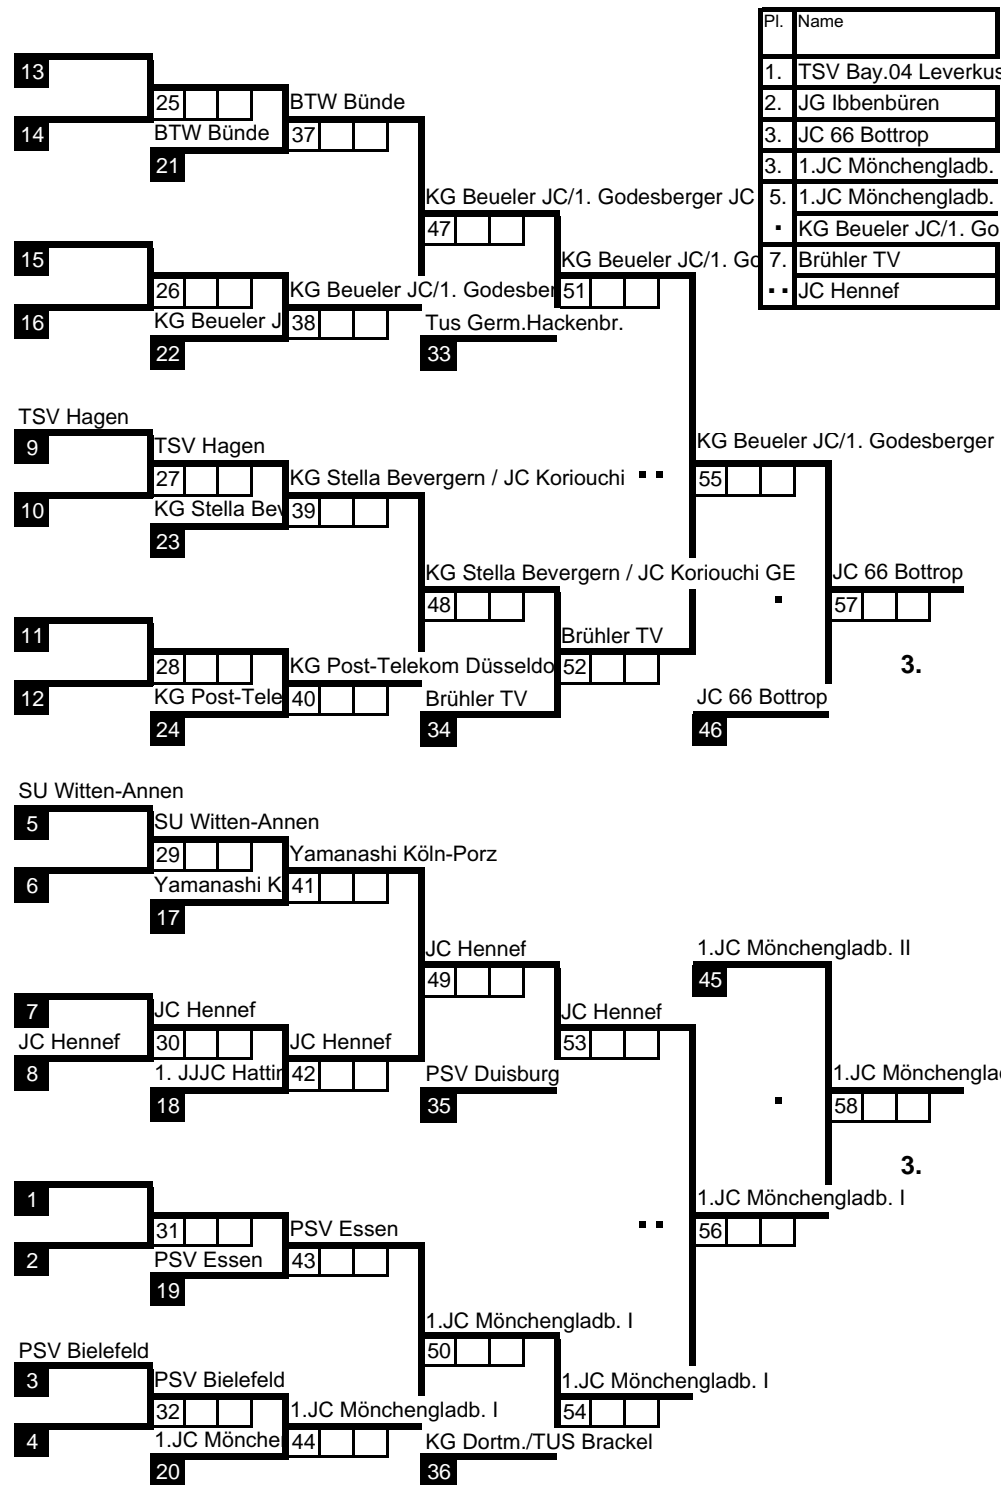 Pl. Name
1. TSV Bay.04 Leverkus
2. JG Ibbenbüren
3. JC 66 Bottrop
3. 1.JC Mönchengladb.
5. 1.JC Mönchengladb.
KG Beueler JC/1. Go
7. Brühler TV
JC Hennef
13
25
BTW Bünde
14
BTW Bünde
37
21
KG Beueler JC/1. Godesberger JC
47
15
KG Beueler JC/1. Go
26
KG Beueler JC/1. Godesber
51
16
KG Beueler J
38
Tus Germ.Hackenbr.
22
33
TSV Hagen
9
TSV Hagen
KG Beueler JC/1. Godesberger
27
KG Stella Bevergern / JC Koriouchi
55
10
KG Stella Bev
39
23
KG Stella Bevergern / JC Koriouchi GE
JC 66 Bottrop
48
57
11
Brühler TV
28
KG Post-Telekom Düsseldo
52
3.
12
KG Post-Tele
40
Brühler TV
JC 66 Bottrop
24
34
46
SU Witten-Annen
5
SU Witten-Annen
29
Yamanashi Köln-Porz
6
Yamanashi K
41
17
JC Hennef
1.JC Mönchengladb. II
49
45
7
JC Hennef
JC Hennef
JC Hennef
30
JC Hennef
53
8
1. JJJC Hattin
42
PSV Duisburg
1.JC Mönchenglad
18
35
58
3.
1
1.JC Mönchengladb. I
31
PSV Essen
56
2
PSV Essen
43
19
1.JC Mönchengladb. I
PSV Bielefeld
50
3
PSV Bielefeld
1.JC Mönchengladb. I
32
1.JC Mönchengladb. I
54
4
1.JC Mönche
44
KG Dortm./TUS Brackel
20
36